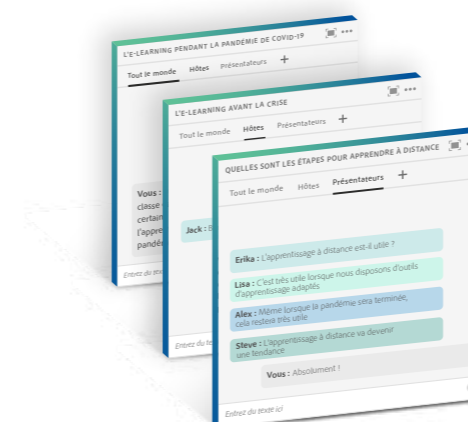 L'E-LEARNING PENDANT LA PANDÉMIE DE COVID-19
Tout le monde Hôtes Présentateurs +
Vous :
classe
certain
l'appre
pandé
Entrez du tex
L'E-LEARNING AVANT LA CRISE
Tout le monde Hôtes Présentateurs +
Jack :
Entrez du te
QUELLES SONT LES ÉTAPES POUR APPRENDRE À DISTANCE
Tout le monde Hôtes Présentateurs +
Erika : L'apprentissage à distance est-il utile ?
Lisa : C'est très utile lorsque nous disposons d'outils
d'apprentissage adaptés
Alex : Même lorsque la pandémie sera terminée,
cela restera très utile
Steve : L'apprentissage à distance va devenir
une tendance
Vous : Absolument !
Entrez du texte ici